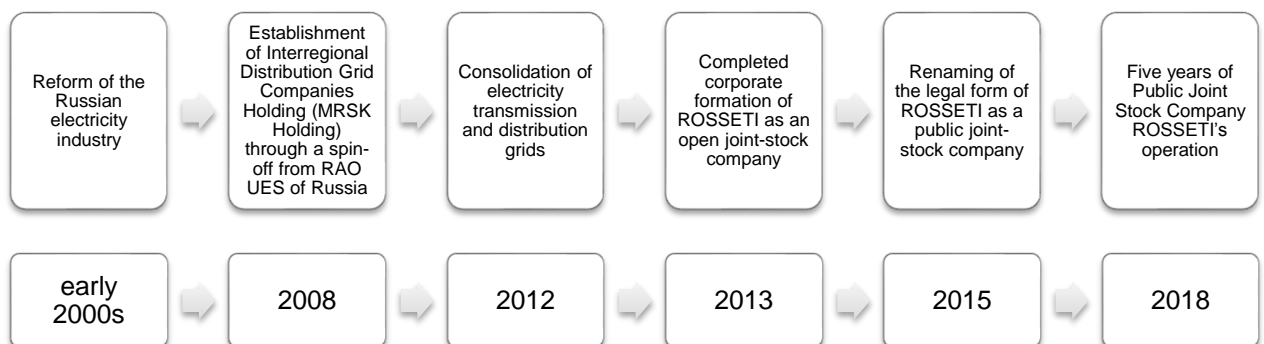 Reform of the
Russian
electricity
industry
Establishment
of Interregional
Distribution Grid
Companies
Holding (MRSK
Holding)
through a spin-
off from RAO
UES of Russia
Consolidation of
electricity
transmission
and distribution
grids
Completed
corporate
formation of
ROSSETI as an
open joint-stock
company
Renaming of
the legal form of
ROSSETI as a
public joint-
stock company
Five years of
Public Joint
Stock Company
ROSSETI's
operation
early
2000s
2008
2012
2013
2015
2018